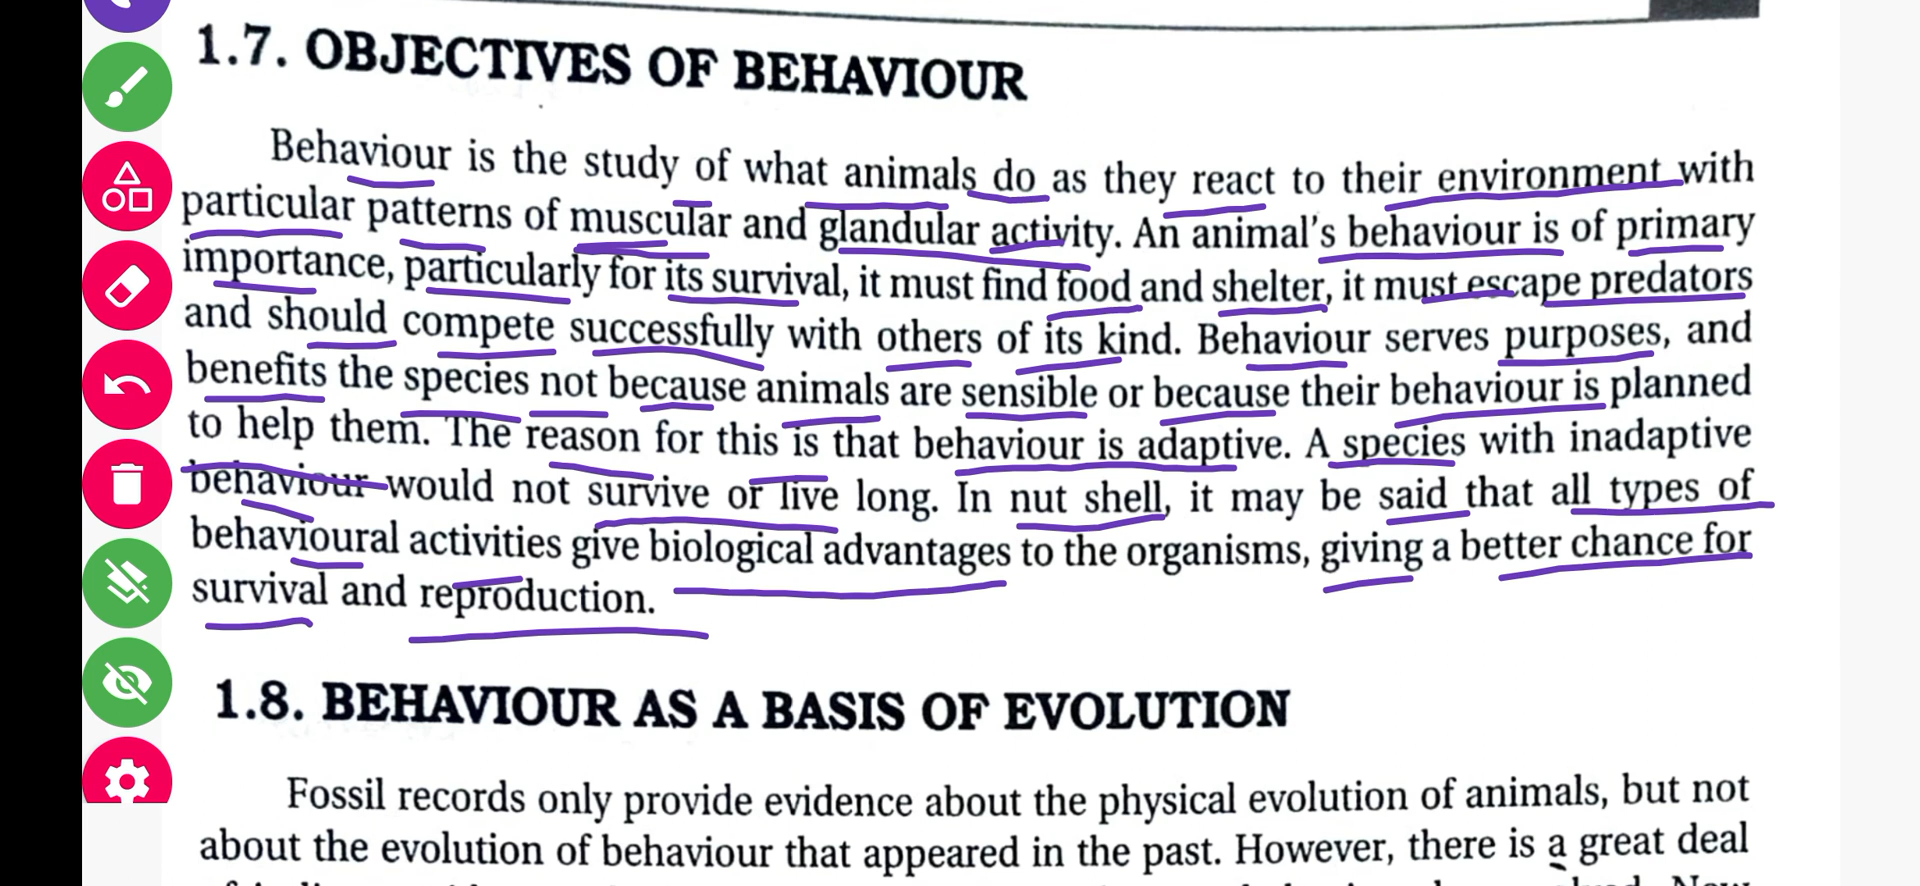 1.7. OBJECTIVES OF BEHAVIOUR
Behaviour is the study of what animals do as they react to their environment with
particular patterns of muscular and glandular activity. An animal's behaviour is of primary
importance, particularly for its survival, it must find food and shelter, it must escape predators
and should compete successfully with others of its kind. Behaviour serves purposes, and
benefits the species not because animals are sensible or because their behaviour is planned
to help them. The reason for this is that behaviour is adaptive. A species with inadaptive
behaviour would not survive or live long. In nut shell, it may be said that all types of
behavioural activities give biological advantages to the organisms, giving a better chance for
survival and reproduction.
1.8. BEHAVIOUR AS A BASIS OF EVOLUTION
Fossil records only provide evidence about the physical evolution of animals, but not
about the evolution of behaviour that appeared in the past. However, there is a great deal